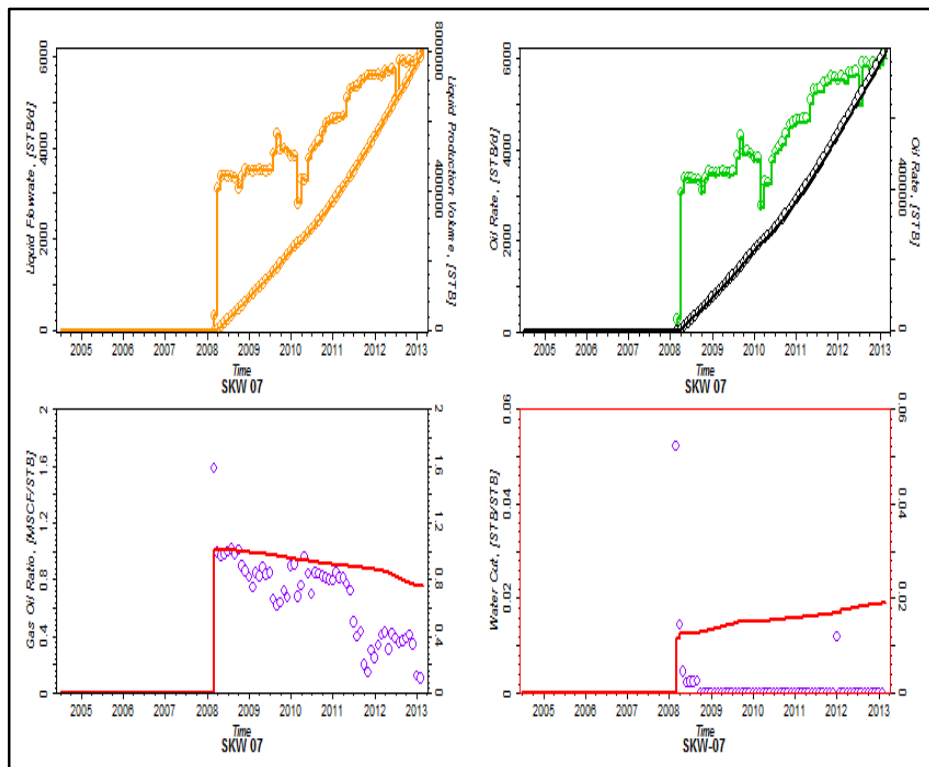 Liquid Flowrate, [STB/d]
6000
4000
2000
0
8000000
4000000
0
Liquid Production Volume, [STB]
2005 2006 2007 2008 2009 2010 2011 2012 2013
Time
SKW 07
Oil Rate, [STB/d]
6000
4000
2000
0
4000000
0
Oil Rate, [STB]
2005 2006 2007 2008 2009 2010 2011 2012 2013
Time
SKW 07
Gas Oil Ratio, [MSCF/STB]
2
1.6
1.2
0.8
0.4
0
2
1.6
1.2
0.8
0.4
0
2005 2006 2007 2008 2009 2010 2011 2012 2013
Time
SKW 07
Water Cut, [STB/STB]
0.06
0.04
0.02
0
0.06
0.04
0.02
0
2005 2006 2007 2008 2009 2010 2011 2012 2013
Time
SKW-07